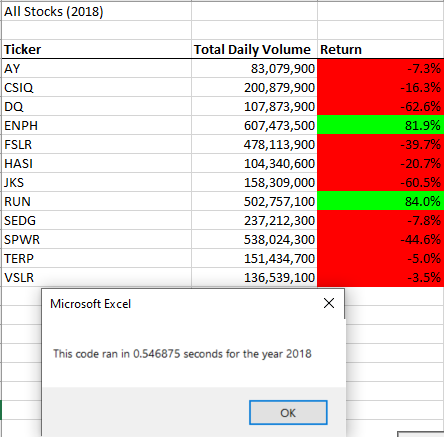 All Stocks (2018)
Ticker Total Daily Volume Return
AY 83,079,900 -7.3%
CSIQ 200,879,900 -16.3%
DQ 107,873,900 -62.6%
ENPH 607,473,500 81.9%
FSLR 478,113,900 -39.7%
HASI 104,340,600 -20.7%
JKS 158,309,000 -60.5%
RUN 502,757,100 84.0%
SEDG 237,212,300 -7.8%
SPWR 538,024,300 -44.6%
TERP 151,434,700 -5.0%
VSLR 136,539,100 -3.5%
Microsoft Excel
This code ran in 0.546875 seconds for the year 2018
OK